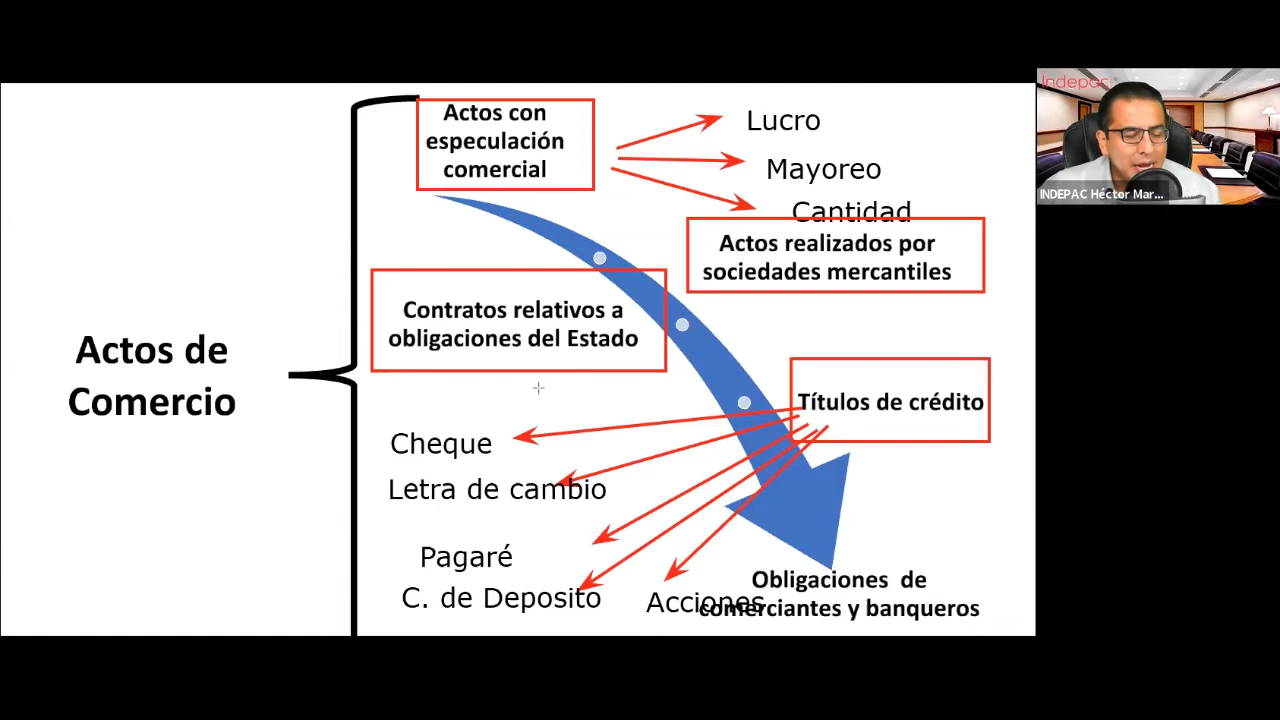 Actos con
especulación
comercial
Lucro
Mayoreo
Cantidad
Actos realizados por
sociedades mercantiles
Contratos relativos a
obligaciones del Estado
Actos de
Comercio
Títulos de crédito
Cheque
Letra de cambio
Pagaré
C. de Deposito
Acciones
Obligaciones de
comerciantes y banqueros
Indepac
INDEPAC Héctor Mar...